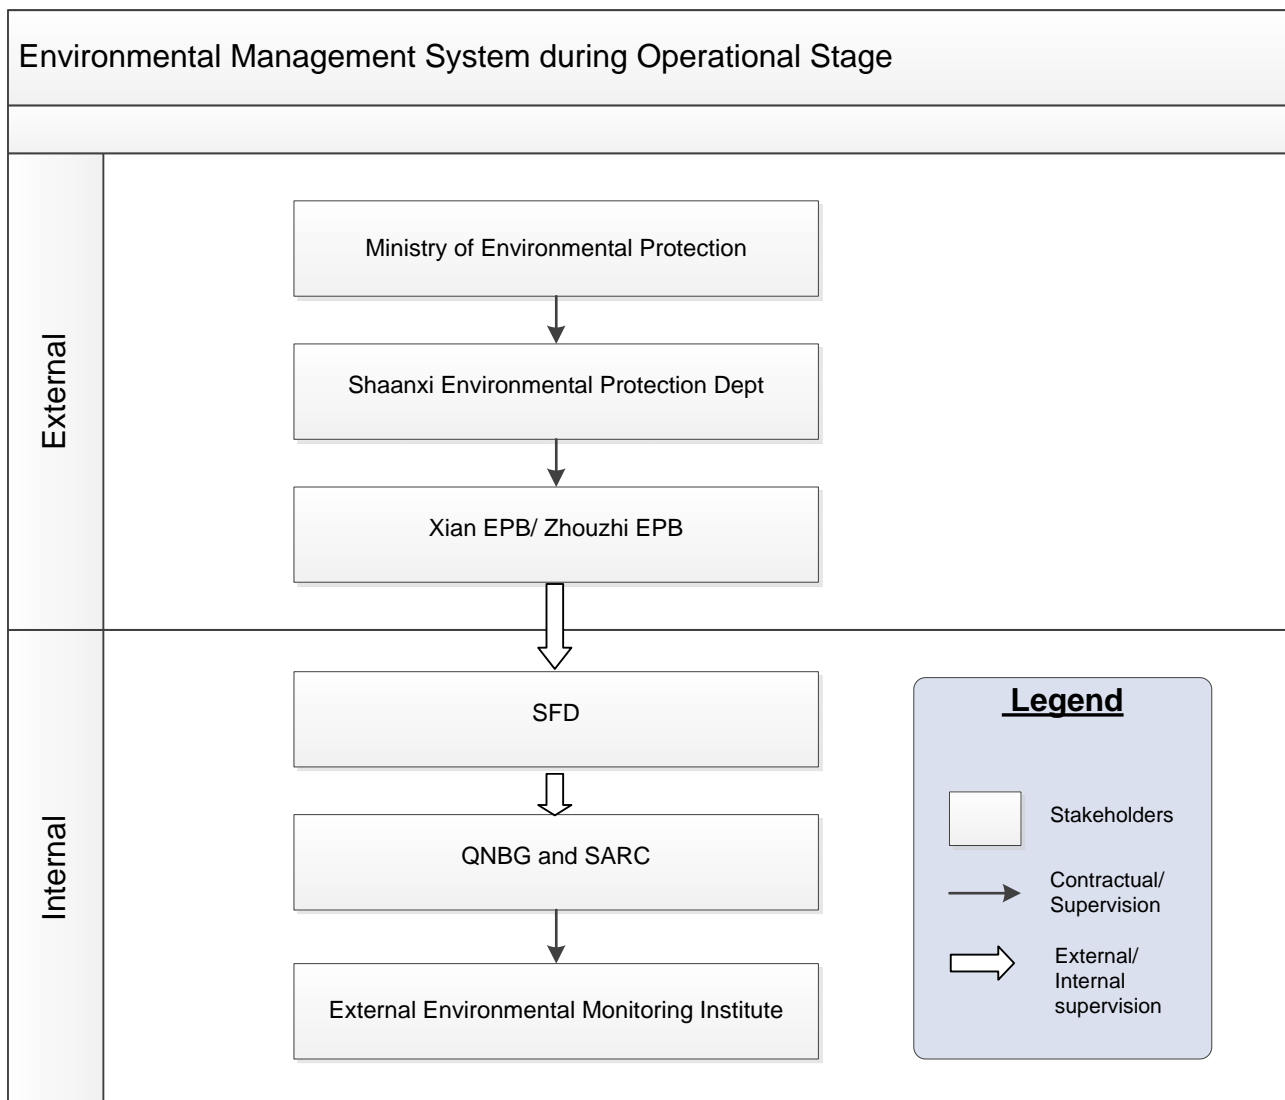 Environmental Management System during Operational Stage
External
Ministry of Environmental Protection
Shaanxi Environmental Protection Dept
Xian EPB/ Zhouzhi EPB
Internal
SFD
QNBG and SARC
External Environmental Monitoring Institute
Legend
Stakeholders
Contractual/
Supervision
External/
Internal
supervision